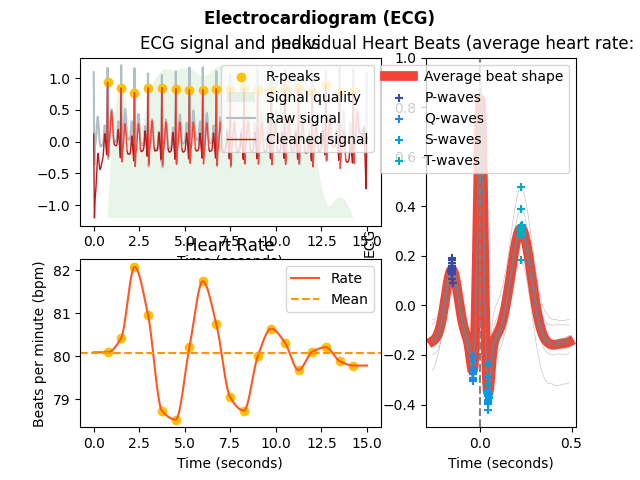 Electrocardiogram (ECG)
ECG signal and peaks
Individual Heart Beats (average heart rate:
1.0
0.5
0.0
−0.5
−1.0
R-peaks
Signal quality
Raw signal
Cleaned signal
0.0 2.5 5.0 7.5 10.0 12.5 15.0
Time (seconds)
Heart Rate
Beats per minute (bpm)
82
81
80
79
Rate
Mean
0.0 2.5 5.0 7.5 10.0 12.5 15.0
Time (seconds)
ECG
1.0
0.8
0.6
0.4
0.2
0.0
−0.2
−0.4
Average beat shape
P-waves
Q-waves
S-waves
T-waves
0.0 0.5
Time (seconds)